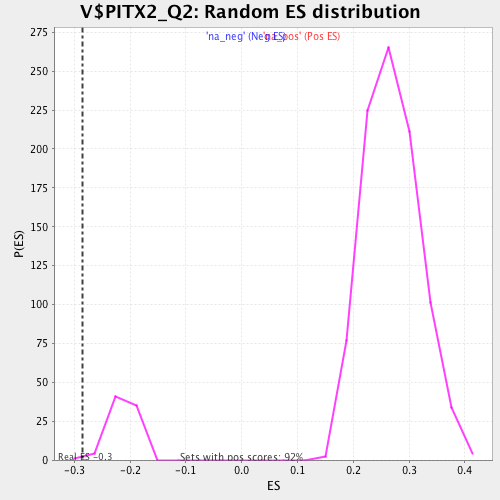 V$PITX2_Q2: Random ES distribution
'na_neg' (Neg ES)
'na_pos' (Pos ES)
275
250
225
200
175
150
125
100
75
50
25
0
P(ES)
Real ES -0.3
Sets with pos scores: 92%
-0.3 -0.2 -0.1 0.0 0.1 0.2 0.3 0.4
ES